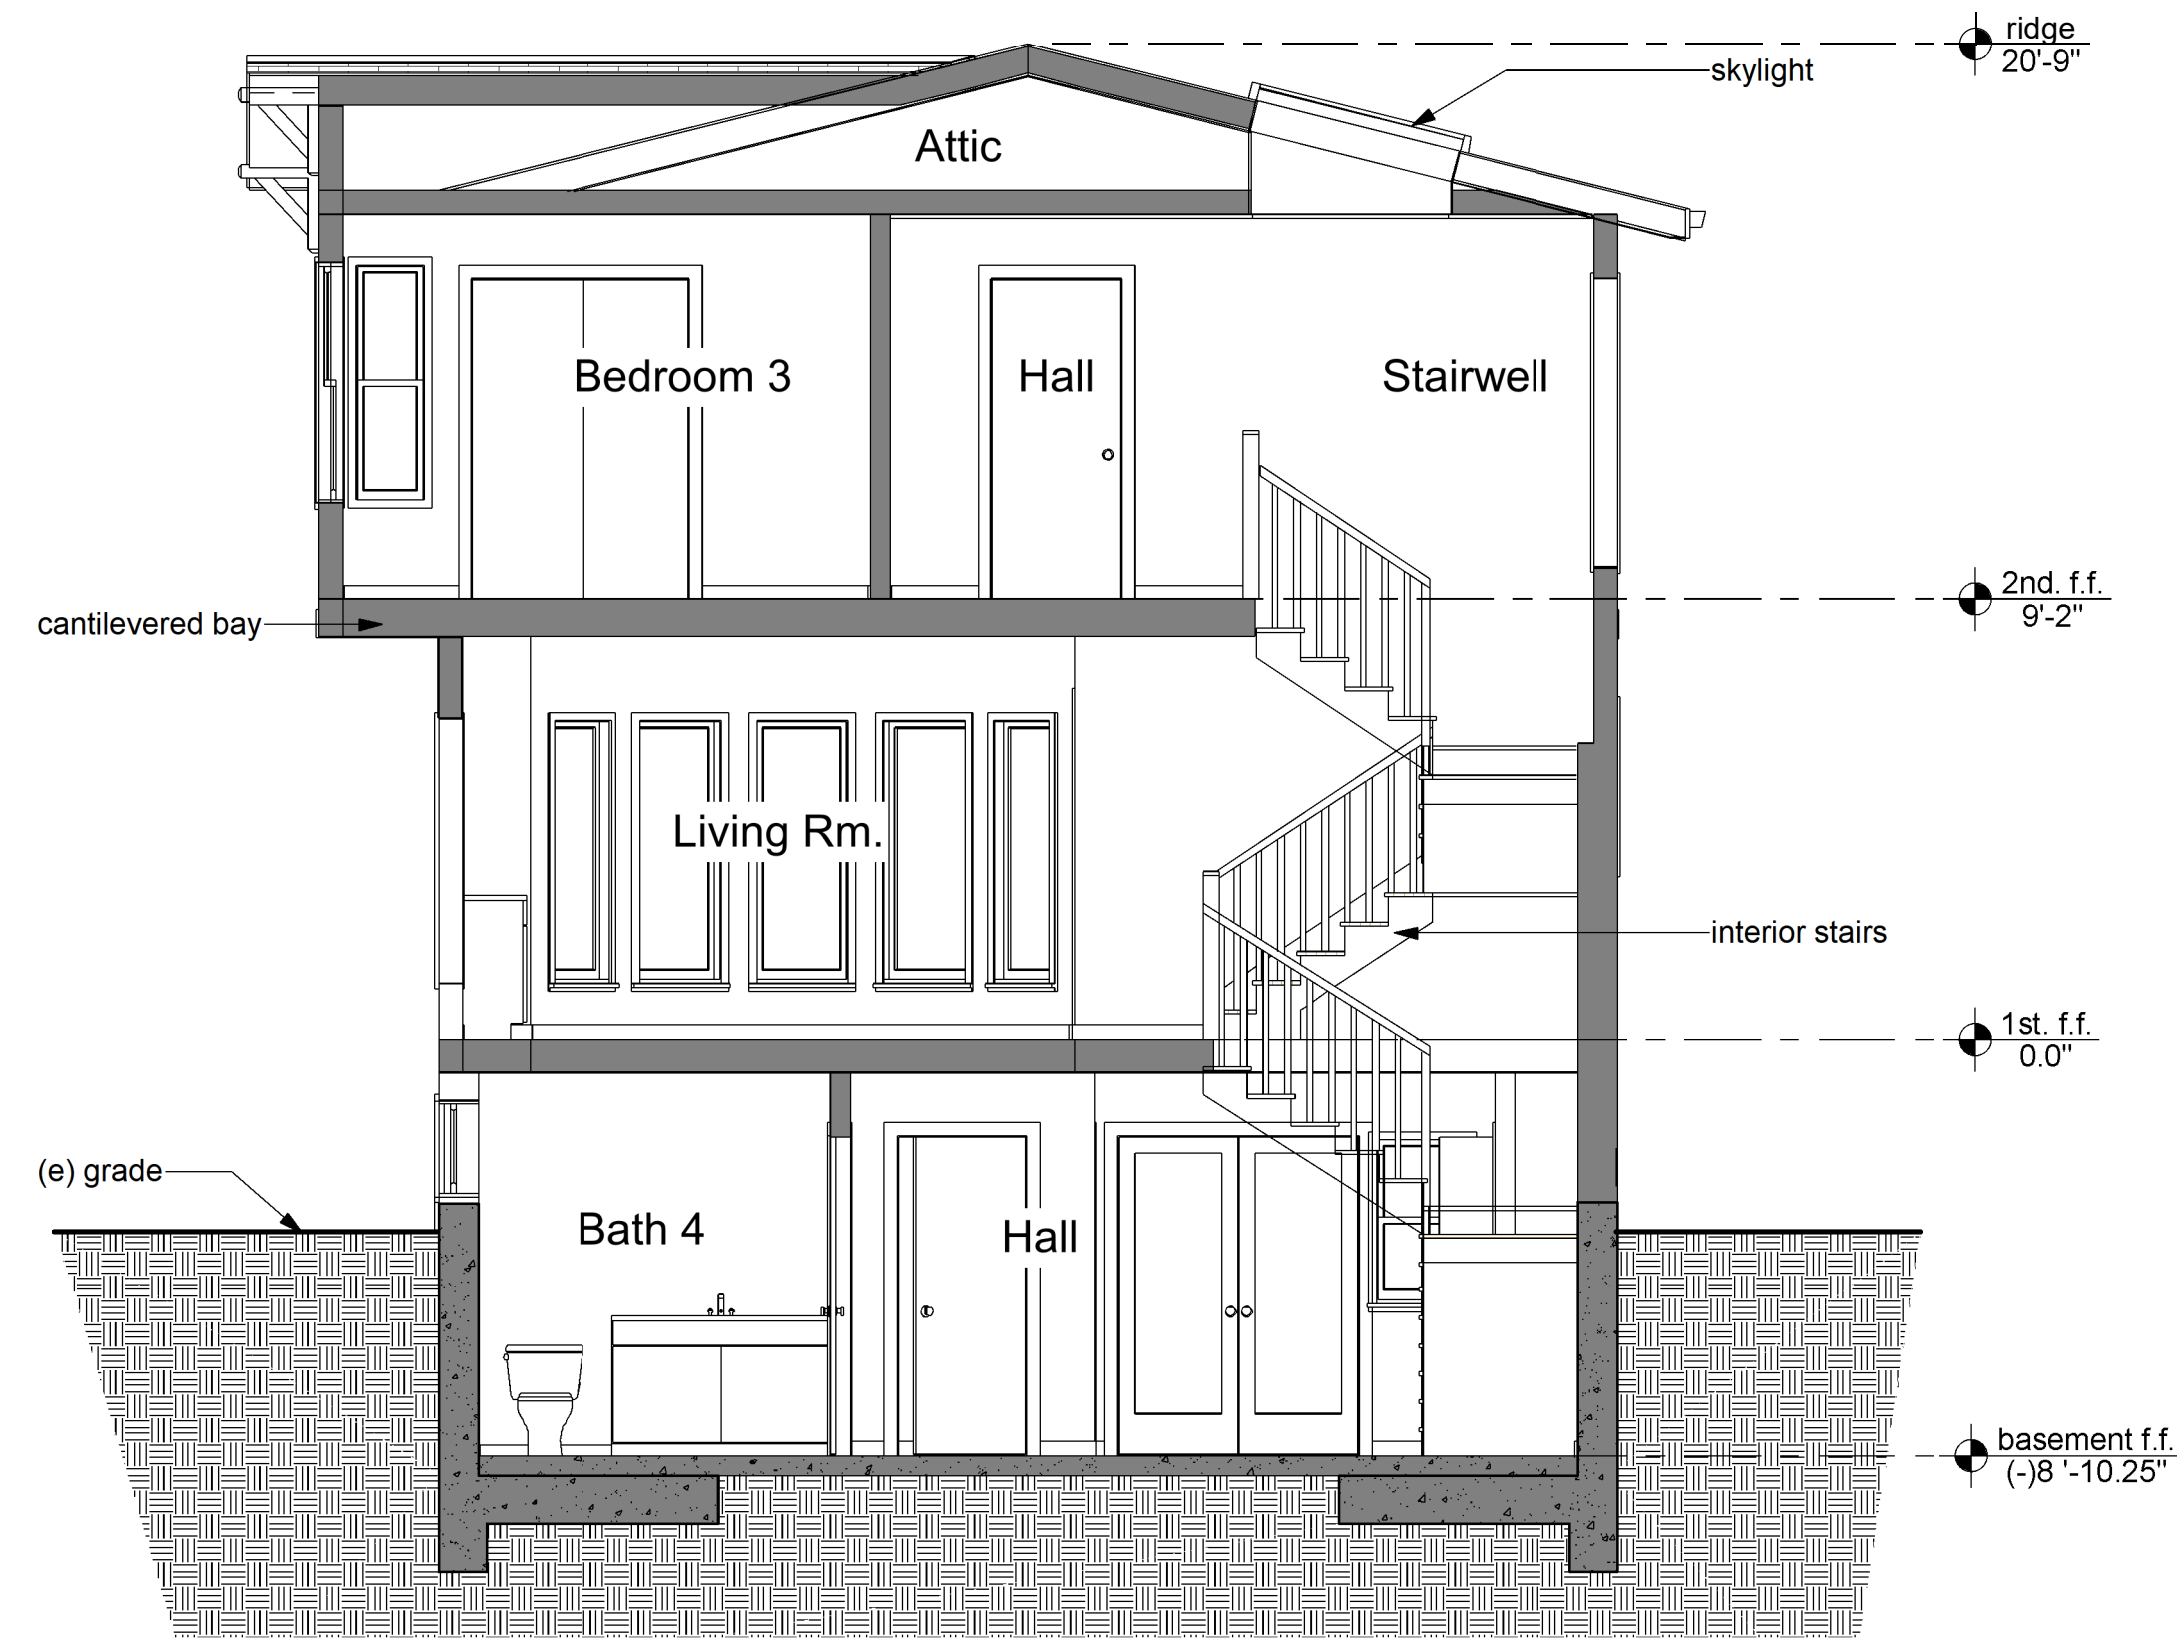 ridge
20'-9"
skylight
Attic
Bedroom 3
Hall
Stairwell
2nd. f.f.
9'-2"
cantilevered bay
Living Rm.
interior stairs
1st. f.f.
0.0"
(e) grade
Bath 4
Hall
basement f.f.
(-)8 '-10.25"